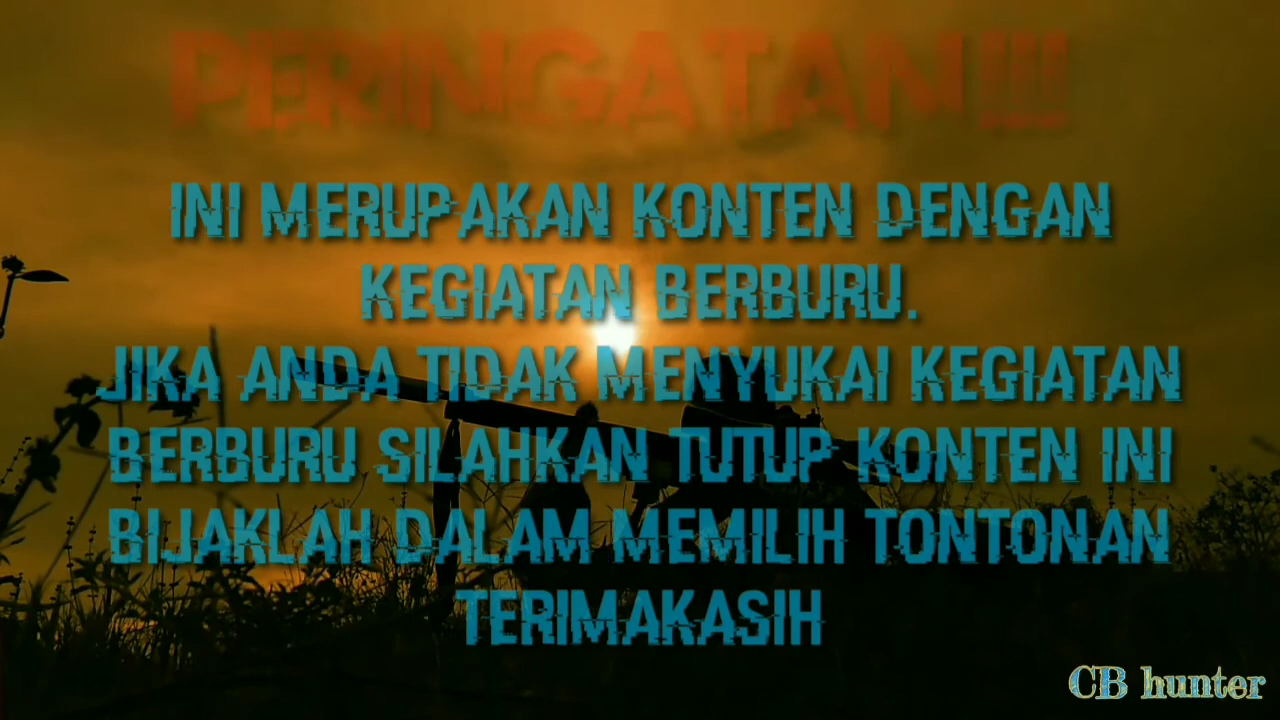 PERINGATAN!!!
INI MERUPAKAN KONTEN DENGAN
KEGIATAN BERBURU.
JIKA ANDA TIDAK MENYUKAI KEGIATAN
BERBURU SILAHKAN TUTUP KONTEN INI
BIJAKLAH DALAM MEMILIH TONTONAN
TERIMAKASIH
CB hunter